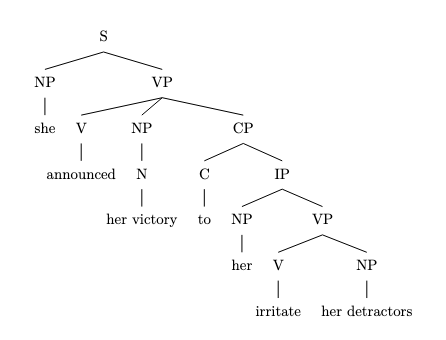 S
NP VP
she V NP CP
announced N C IP
her victory to NP VP
her V NP
irritate her detractors